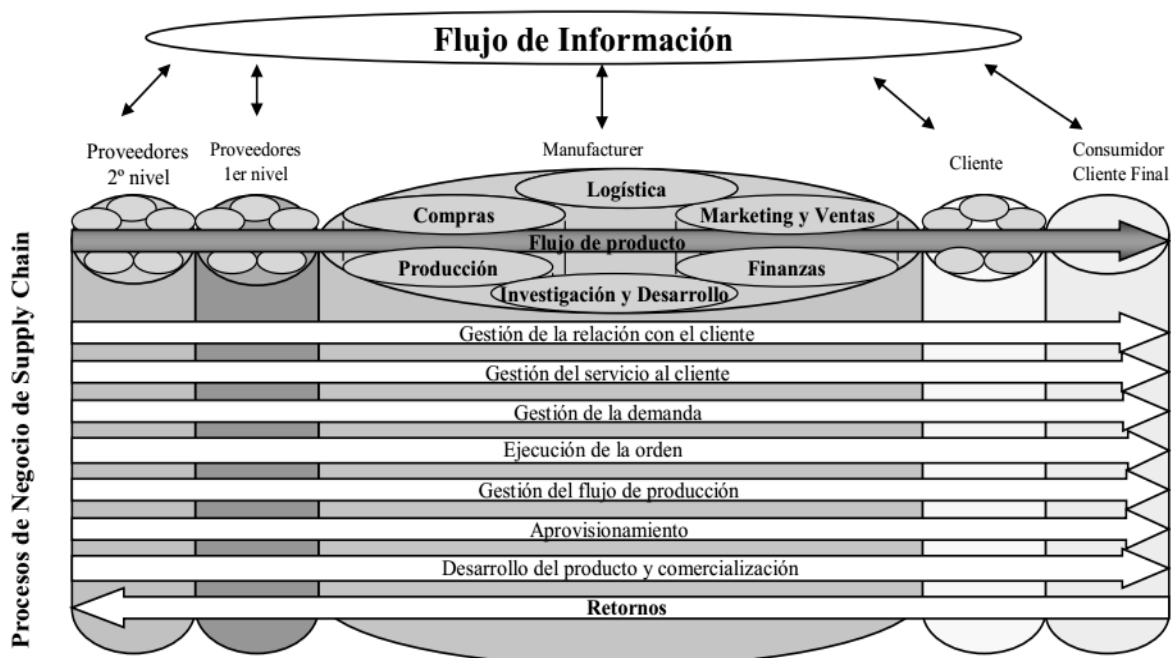 Flujo de Información
Proveedores
2º nivel
Proveedores
1er nivel
Manufacturer
Cliente
Consumidor
Cliente Final
Logística
Compras
Marketing y Ventas
Flujo de producto
Producción
Finanzas
Investigación y Desarrollo
Procesos de Negocio de Supply Chain
Gestión de la relación con el cliente
Gestión del servicio al cliente
Gestión de la demanda
Ejecución de la orden
Gestión del flujo de producción
Aprovisionamiento
Desarrollo del producto y comercialización
Retornos